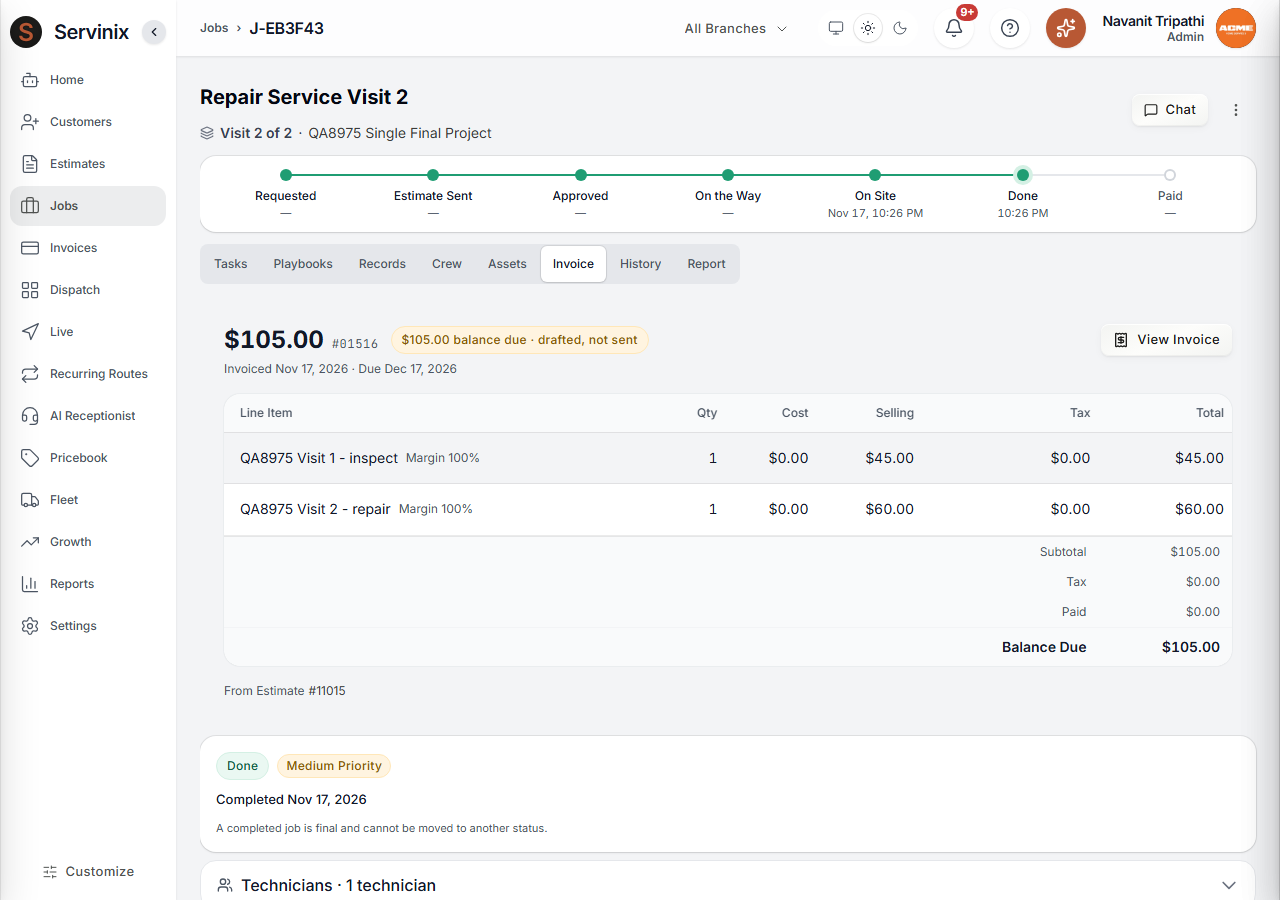 S Servinix
Jobs › J-EB3F43
All Branches
9+
Navanit Tripathi
Admin
ACME
Home
Customers
Estimates
Jobs
Invoices
Dispatch
Live
Recurring Routes
AI Receptionist
Pricebook
Fleet
Growth
Reports
Settings
Customize
Repair Service Visit 2
Visit 2 of 2 · QA8975 Single Final Project
Chat
Requested Estimate Sent Approved On the Way On Site Done Paid
— — — — Nov 17, 10:26 PM 10:26 PM —
Tasks Playbooks Records Crew Assets Invoice History Report
$105.00 #01516 $105.00 balance due · drafted, not sent
View Invoice
Invoiced Nov 17, 2026 · Due Dec 17, 2026
Line Item Qty Cost Selling Tax Total
QA8975 Visit 1 - inspect Margin 100% 1 $0.00 $45.00 $0.00 $45.00
QA8975 Visit 2 - repair Margin 100% 1 $0.00 $60.00 $0.00 $60.00
Subtotal $105.00
Tax $0.00
Paid $0.00
Balance Due $105.00
From Estimate #11015
Done Medium Priority
Completed Nov 17, 2026
A completed job is final and cannot be moved to another status.
Technicians · 1 technician